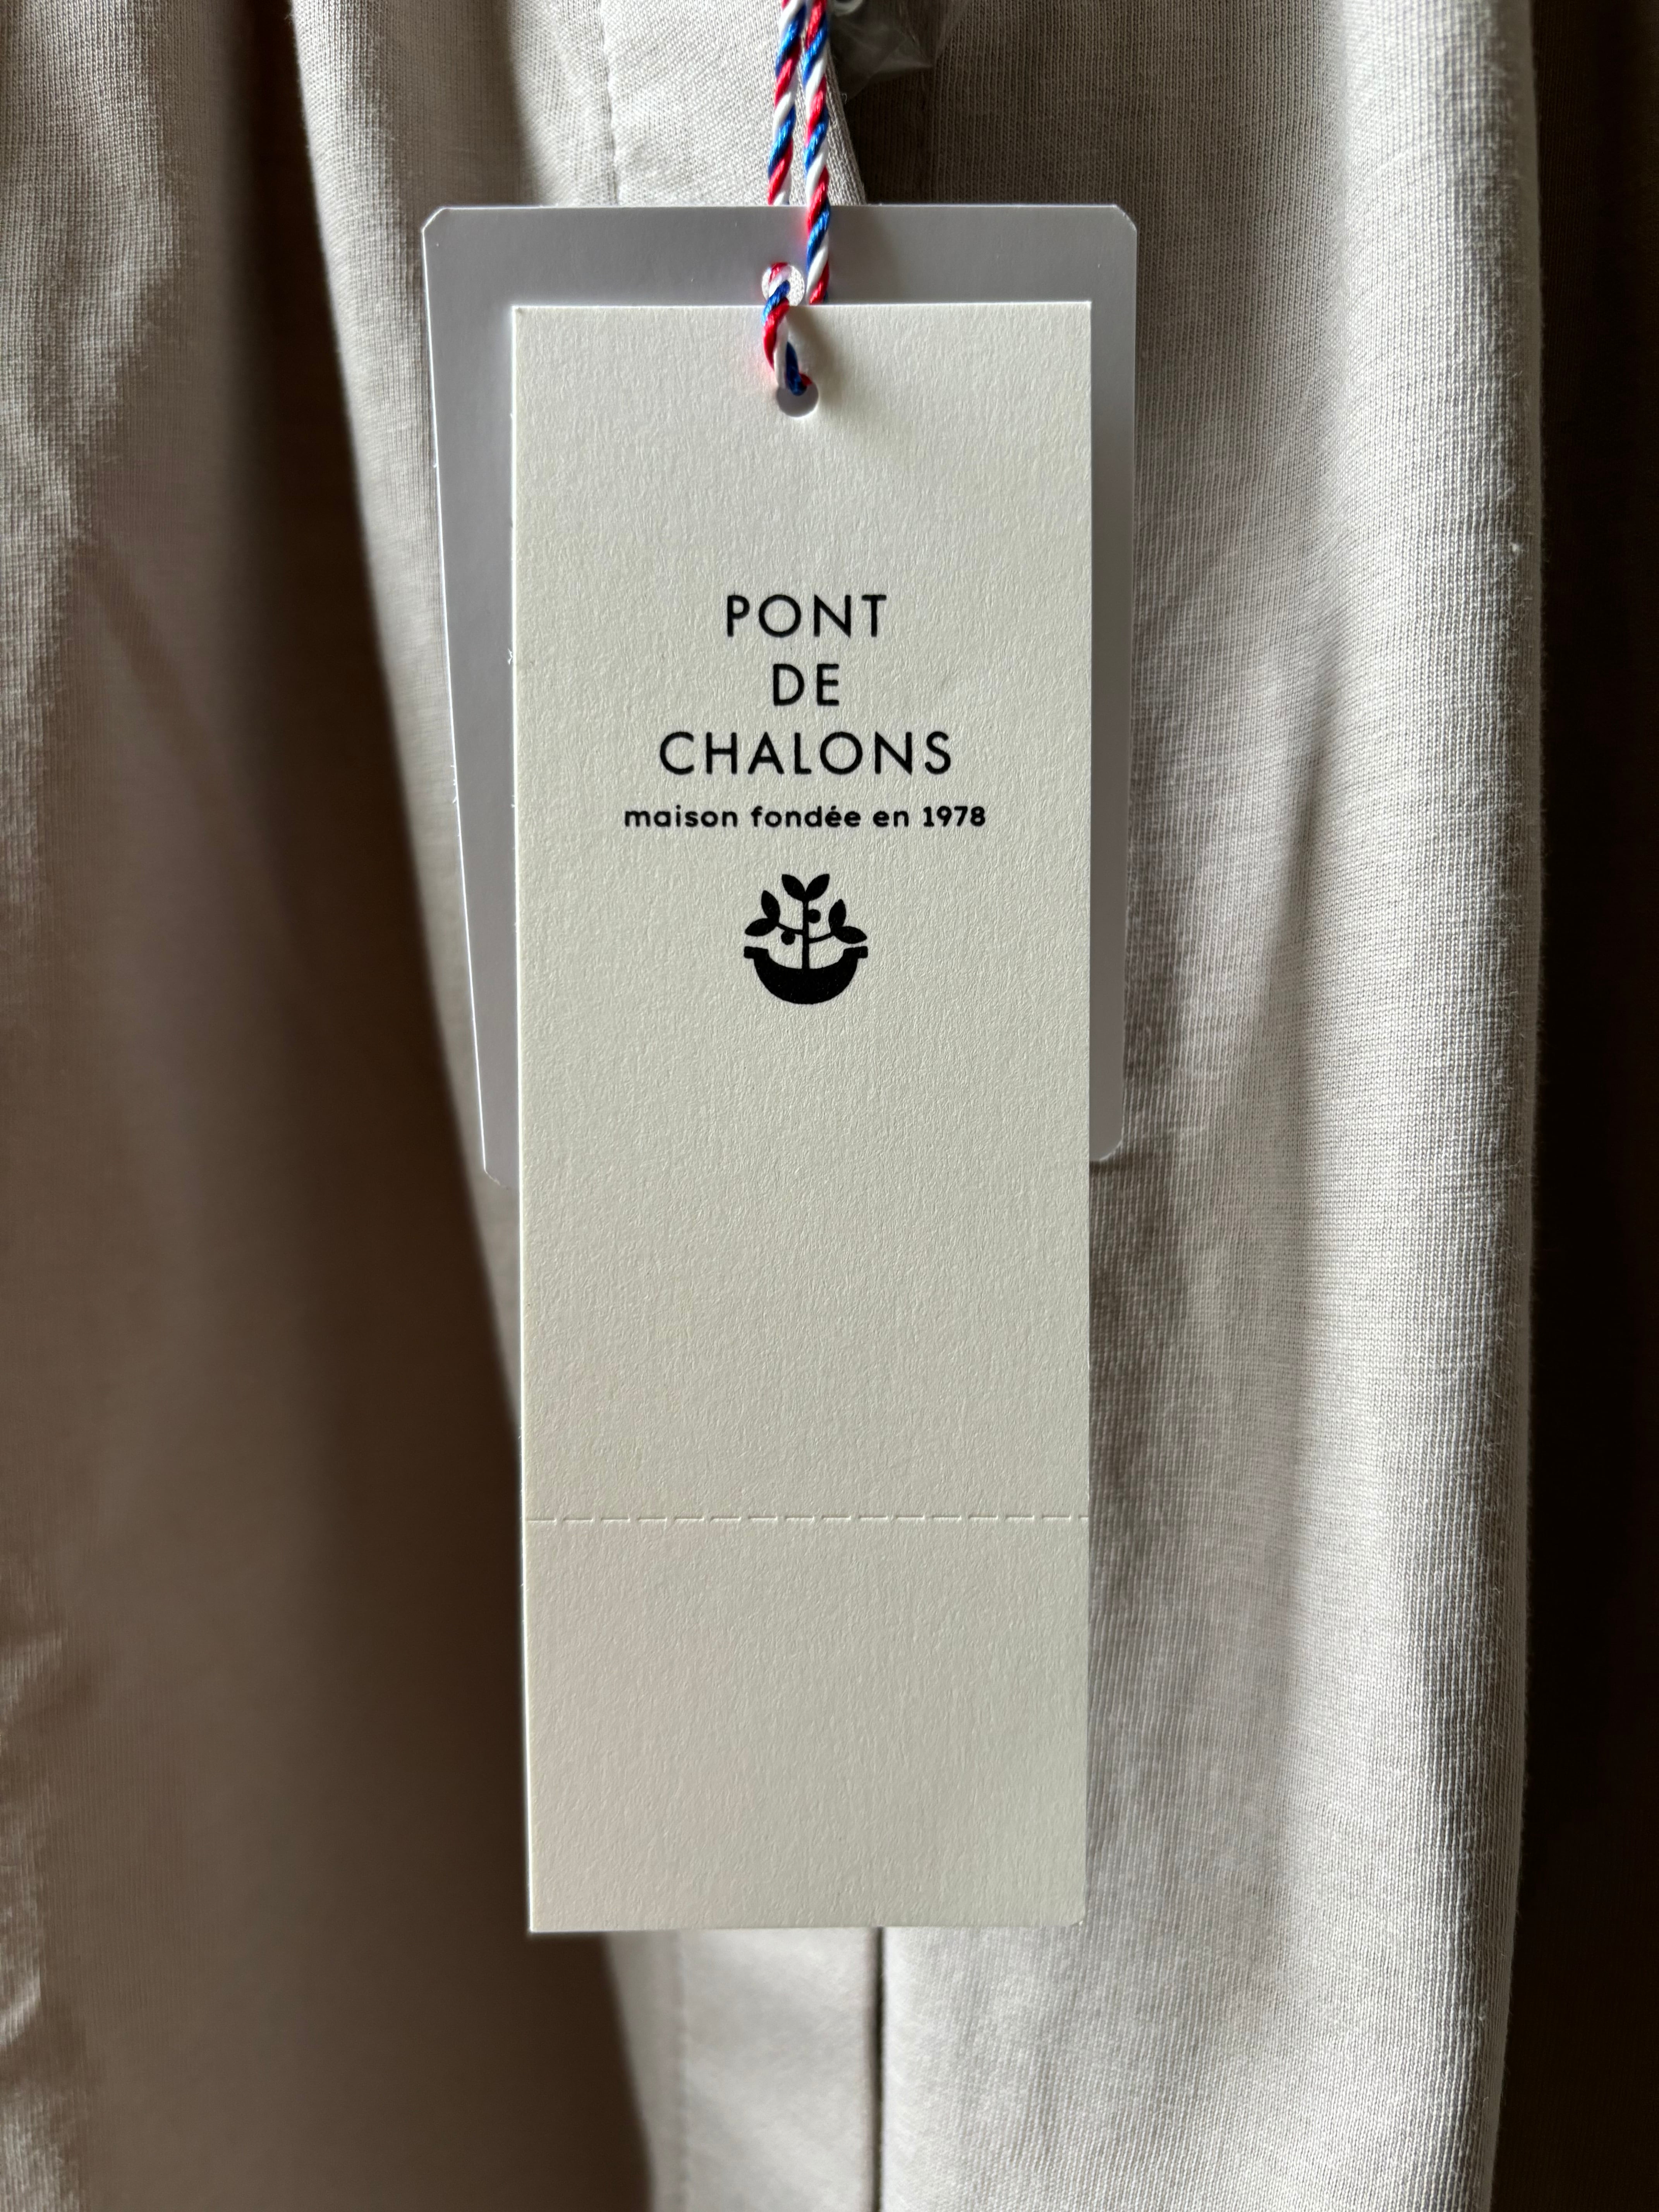 PONT
DE
CHALONS
maison fondée en 1978